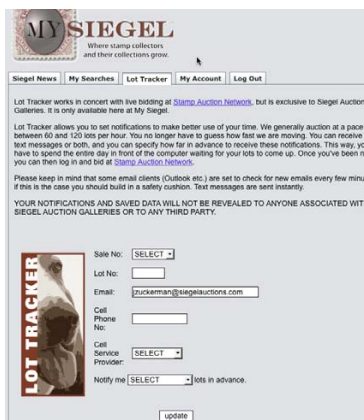 MY SIEGEL
Where stamp collectors
and their collections grow.
Siegel News My Searches Lot Tracker My Account Log Out
Lot Tracker works in concert with live bidding at Stamp Auction Network, but is exclusive to Siegel Auction
Galleries. It is only available here at My Siegel.
Lot Tracker allows you to set notifications to make better use of your time. We generally auction at a pace
between 60 and 120 lots per hour. You no longer have to guess how fast we are moving. You can receive
text messages or both, and you can specify how far in advance to receive these notifications. This way, yo
have to spend the entire day in front of the computer waiting for your lots to come up. Once you've been n
you can then log in and bid at Stamp Auction Network.
Please keep in mind that some email clients (Outlook etc.) are set to check for new emails every few minu
if this is the case you should build in a safety cushion. Text messages are sent instantly.
YOUR NOTIFICATIONS AND SAVED DATA WILL NOT BE REVEALED TO ANYONE ASSOCIATED WIT
SIEGEL AUCTION GALLERIES OR TO ANY THIRD PARTY.
LOT TRACKER
Sale No: SELECT
Lot No:
Email: jzuckerman@siegelauctions.com
Cell
Phone
No:
Cell
Service
Provider: SELECT
Notify me SELECT lots in advance.
update